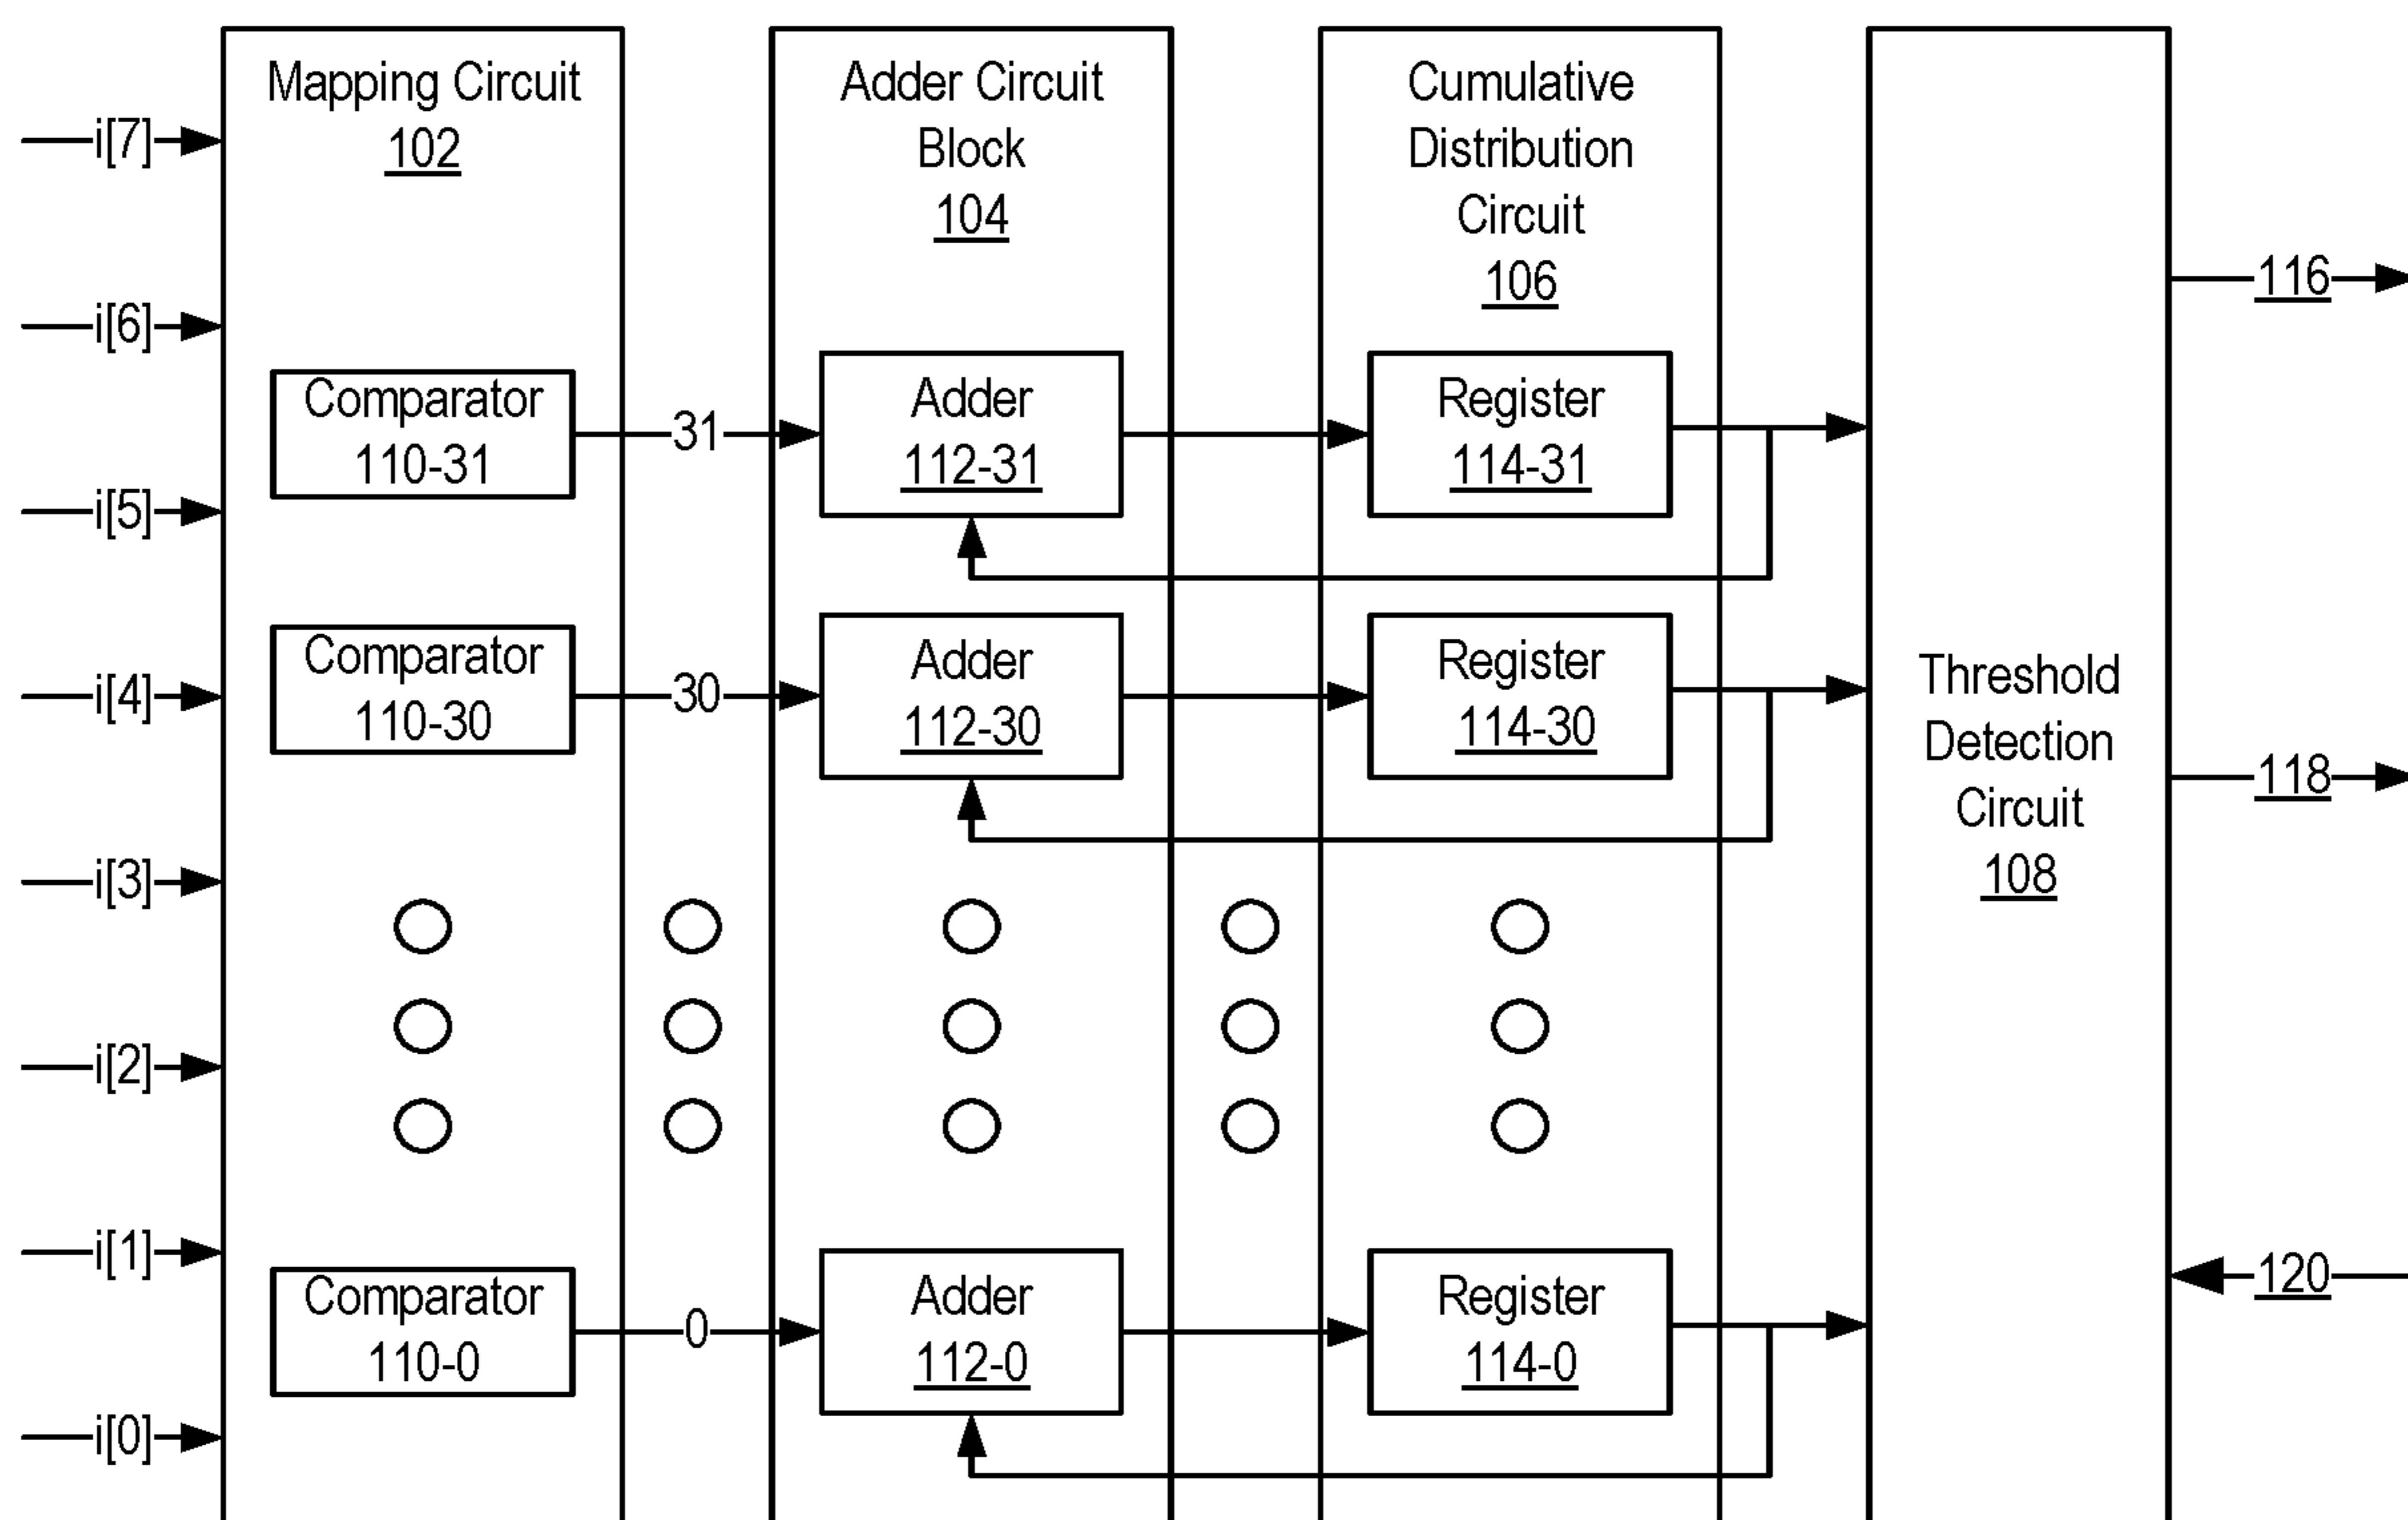 i[7]
i[6]
i[5]
i[4]
i[3]
i[2]
i[1]
i[0]
Mapping Circuit
102
Comparator
110-31
Comparator
110-30
Comparator
110-0
31
30
0
Adder Circuit
Block
104
Adder
112-31
Adder
112-30
Adder
112-0
Cumulative
Distribution
Circuit
106
Register
114-31
Register
114-30
Register
114-0
Threshold
Detection
Circuit
108
116
118
120